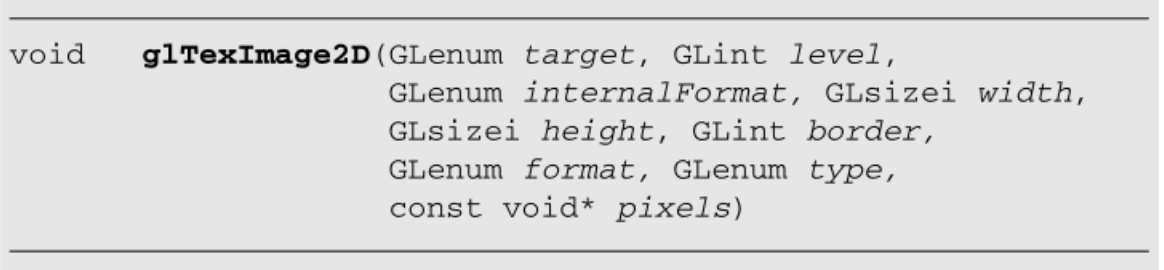 void glTexImage2D(GLenum target, GLint level,
GLenum internalFormat, GLsizei width,
GLsizei height, GLint border,
GLenum format, GLenum type,
const void* pixels)